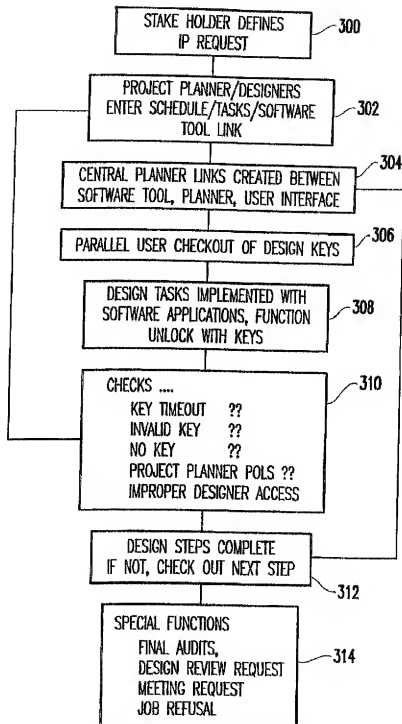 STAKE HOLDER DEFINES
IP REQUEST
300
PROJECT PLANNER/DESIGNERS
ENTER SCHEDULE/TASKS/SOFTWARE
TOOL LINK
302
CENTRAL PLANNER LINKS CREATED BETWEEN
SOFTWARE TOOL, PLANNER, USER INTERFACE
304
PARALLEL USER CHECKOUT OF DESIGN KEYS
306
DESIGN TASKS IMPLEMENTED WITH
SOFTWARE APPLICATIONS, FUNCTION
UNLOCK WITH KEYS
308
CHECKS ....
KEY TIMEOUT ??
INVALID KEY ??
NO KEY ??
PROJECT PLANNER POLS ??
IMPROPER DESIGNER ACCESS
310
DESIGN STEPS COMPLETE
IF NOT, CHECK OUT NEXT STEP
312
SPECIAL FUNCTIONS
FINAL AUDITS,
DESIGN REVIEW REQUEST
MEETING REQUEST
JOB REFUSAL
314